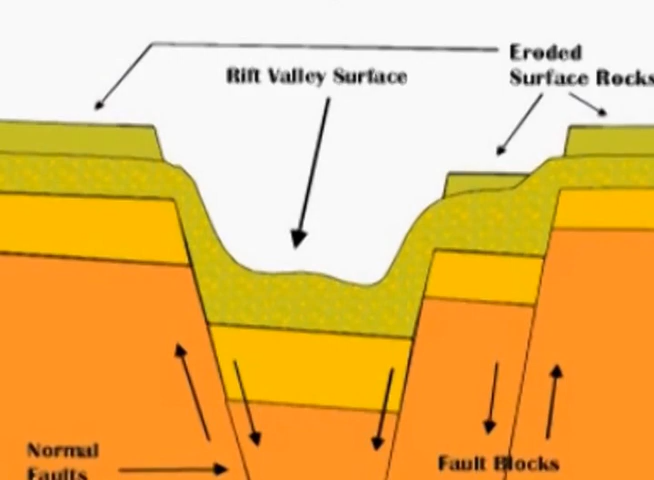 Eroded
Surface Rocks
Rift Valley Surface
Normal
Faults
Fault Blocks